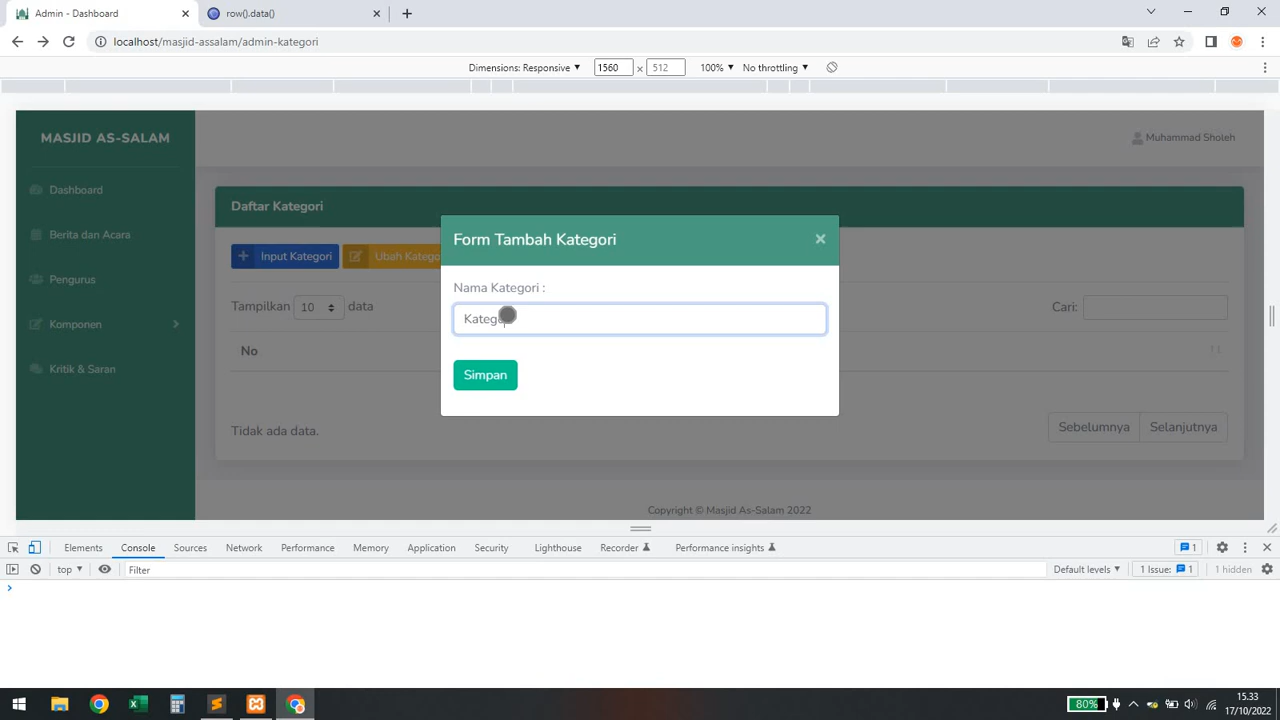 Admin - Dashboard
row().data()
localhost/masjid-assalam/admin-kategori
Dimensions: Responsive 1560 × 512 100% No throttling
MASJID AS-SALAM
Muhammad Sholeh
Dashboard
Berita dan Acara
Pengurus
Komponen
Kritik & Saran
Daftar Kategori
Input Kategori
Ubah Katego
Tampilkan 10 data
Cari:
No
Tidak ada data.
Sebelumnya Selanjutnya
Form Tambah Kategori ×
Nama Kategori :
Katego
Simpan
Copyright © Masjid As-Salam 2022
Elements Console Sources Network Performance Memory Application Security Lighthouse Recorder Performance insights 1
top Filter Default levels 1 Issue: 1 1 hidden
80%
15.33
17/10/2022